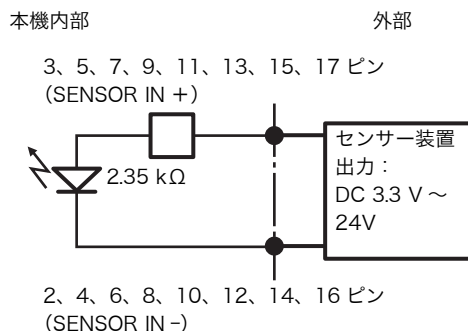 本機内部
外部
3、5、7、9、11、13、15、17 ピン
（SENSOR IN +）
2.35 kΩ
センサー装置
出力：
DC 3.3 V ～
24V
2、4、6、8、10、12、14、16 ピン
（SENSOR IN −）